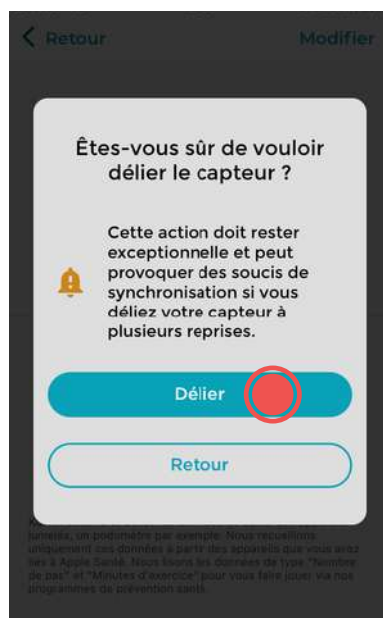 Retour
Modifier
Êtes-vous sûr de vouloir
délier le capteur ?
Cette action doit rester
exceptionnelle et peut
provoquer des soucis de
synchronisation si vous
déliez votre capteur à
plusieurs reprises.
Délier
Retour
un podomètre par exemple. Nous recueillons
uniquement ces données à partir des appareils que vous avez
liés à Apple Santé. Nous lisons les données de type "Nombre
de pas" et "Minutes d'exercice" pour vous faire jouer via nos
programmes de prévention santé.